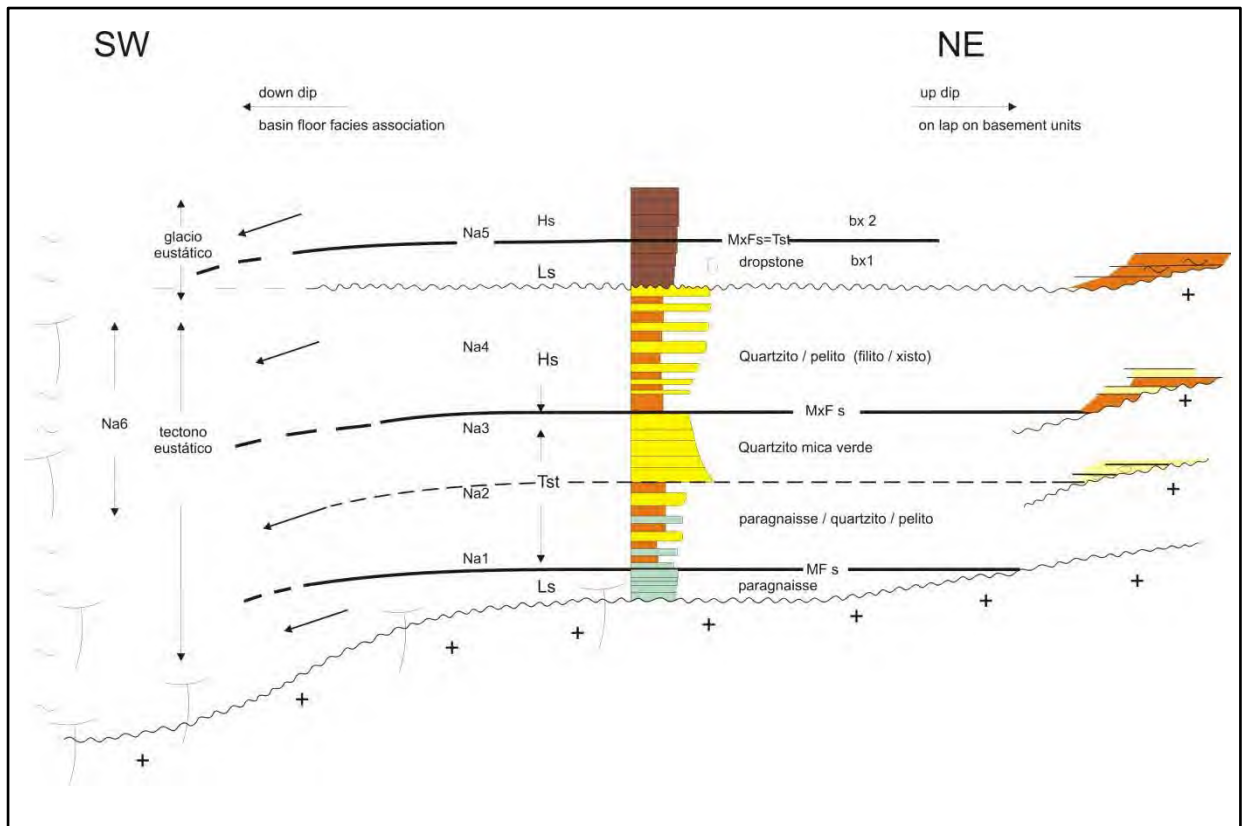 SW
NE
down dip
basin floor facies association
up dip
on lap on basement units
glacio
eustático
Na5
Hs
bx 2
MxFs=Tst
Ls
dropstone
bx1
Na4
Hs
Quartzito / pelito (filito / xisto)
Na6
tectono
eustático
MxF s
Na3
Quartzito mica verde
Na2
Tst
paragnaisse / quartzito / pelito
Na1
MF s
Ls
paragnaisse